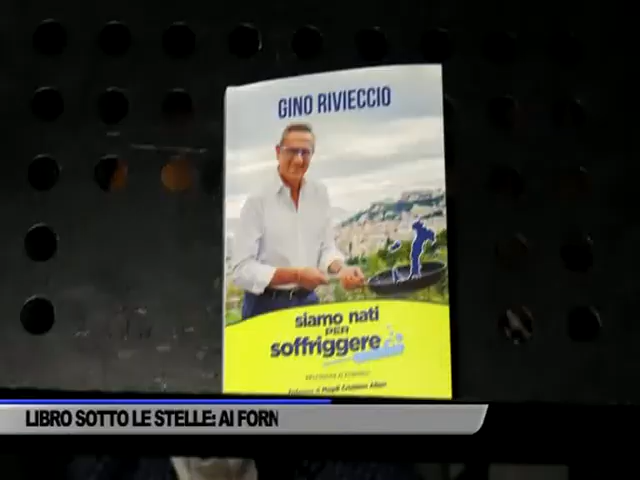 GINO RIVIECCIO
siamo nati
PER
soffriggere
LIBRO SOTTO LE STELLE: AI FORN